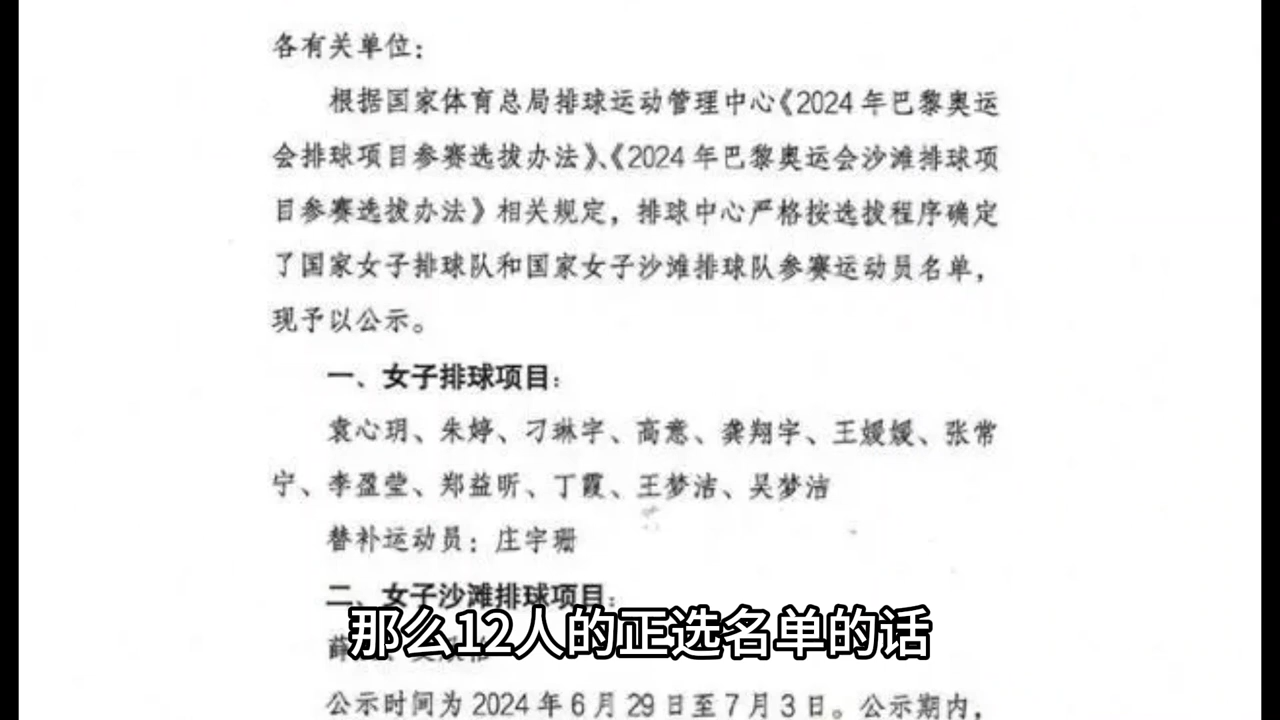 各有关单位：
根据国家体育总局排球运动管理中心《2024年巴黎奥运
会排球项目参赛选拔办法》、《2024年巴黎奥运会沙滩排球项
目参赛选拔办法》相关规定，排球中心严格按选拔程序确定
了国家女子排球队和国家女子沙滩排球队参赛运动员名单，
现予以公示。
一、女子排球项目：
袁心玥、朱婷、刁琳宇、高意、龚翔宇、王媛媛、张常
宁、李盈莹、郑益昕、丁霞、王梦洁、吴梦洁
替补运动员：庄宇珊
二、女子沙滩排球项目：
薛
那么12人的正选名单的话
公示时间为2024年6月29日至7月3日。公示期内，